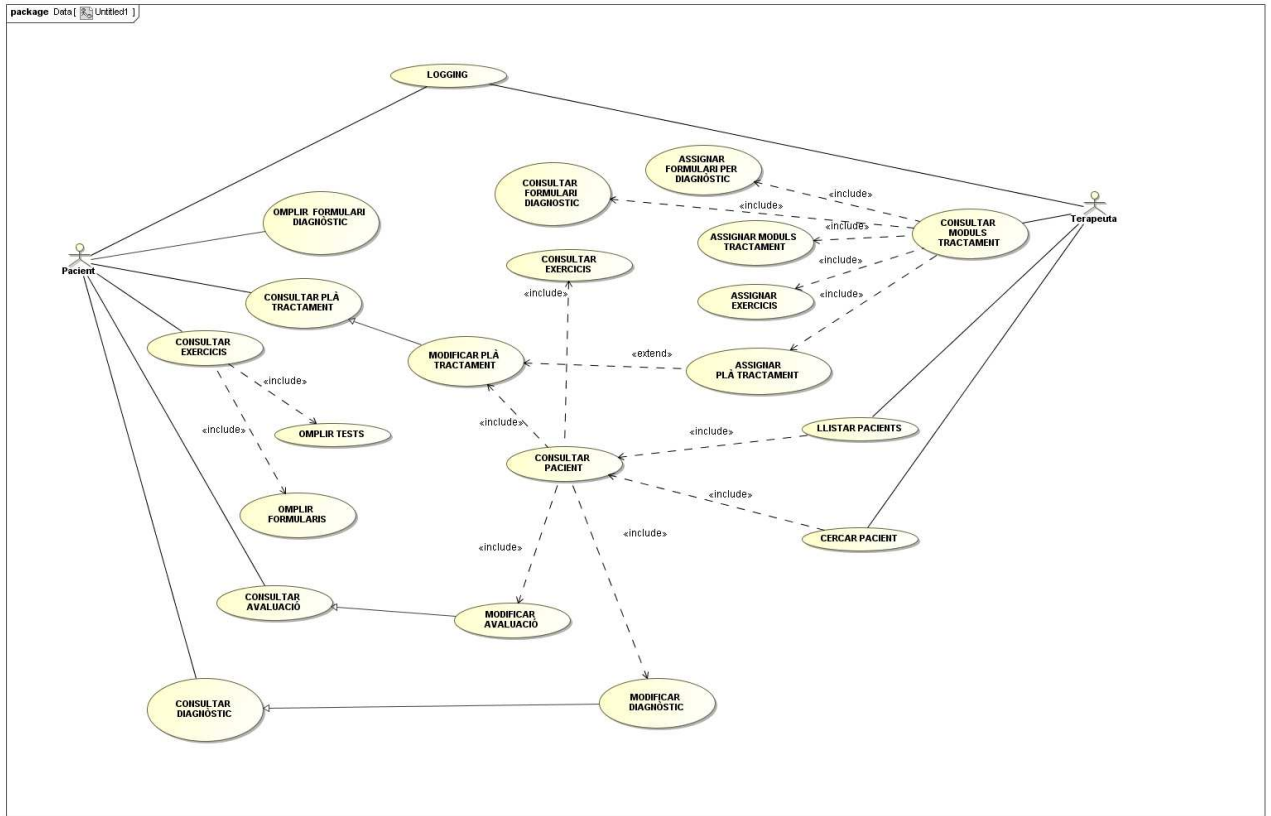 package Data [ Untitled1 ]
LOGGING
ASSIGNAR
FORMULARI PER
DIAGNÒSTIC
CONSULTAR
FORMULARI
DIAGNOSTIC
«include»
«include»
OMPLIR FORMULARI
DIAGNÒSTIC
Terapeuta
CONSULTAR
MODULS
TRACTAMENT
«include»
ASSIGNAR MODULS
TRACTAMENT
Pacient
CONSULTAR
EXERCICIS
«include»
«include»
«include»
ASSIGNAR
EXERCICIS
CONSULTAR PLÀ
TRACTAMENT
CONSULTAR
EXERCICIS
MODIFICAR PLÀ
TRACTAMENT
«extend»
ASSIGNAR
PLÀ TRACTAMENT
«include»
«include»
«include»
OMPLIR TESTS
«include»
LLISTAR PACIENTS
CONSULTAR
PACIENT
«include»
OMPLIR
FORMULARIS
«include»
«include»
CERCAR PACIENT
CONSULTAR
AVALUACIÓ
MODIFICAR
AVALUACIÓ
CONSULTAR
DIAGNÒSTIC
MODIFICAR
DIAGNÒSTIC